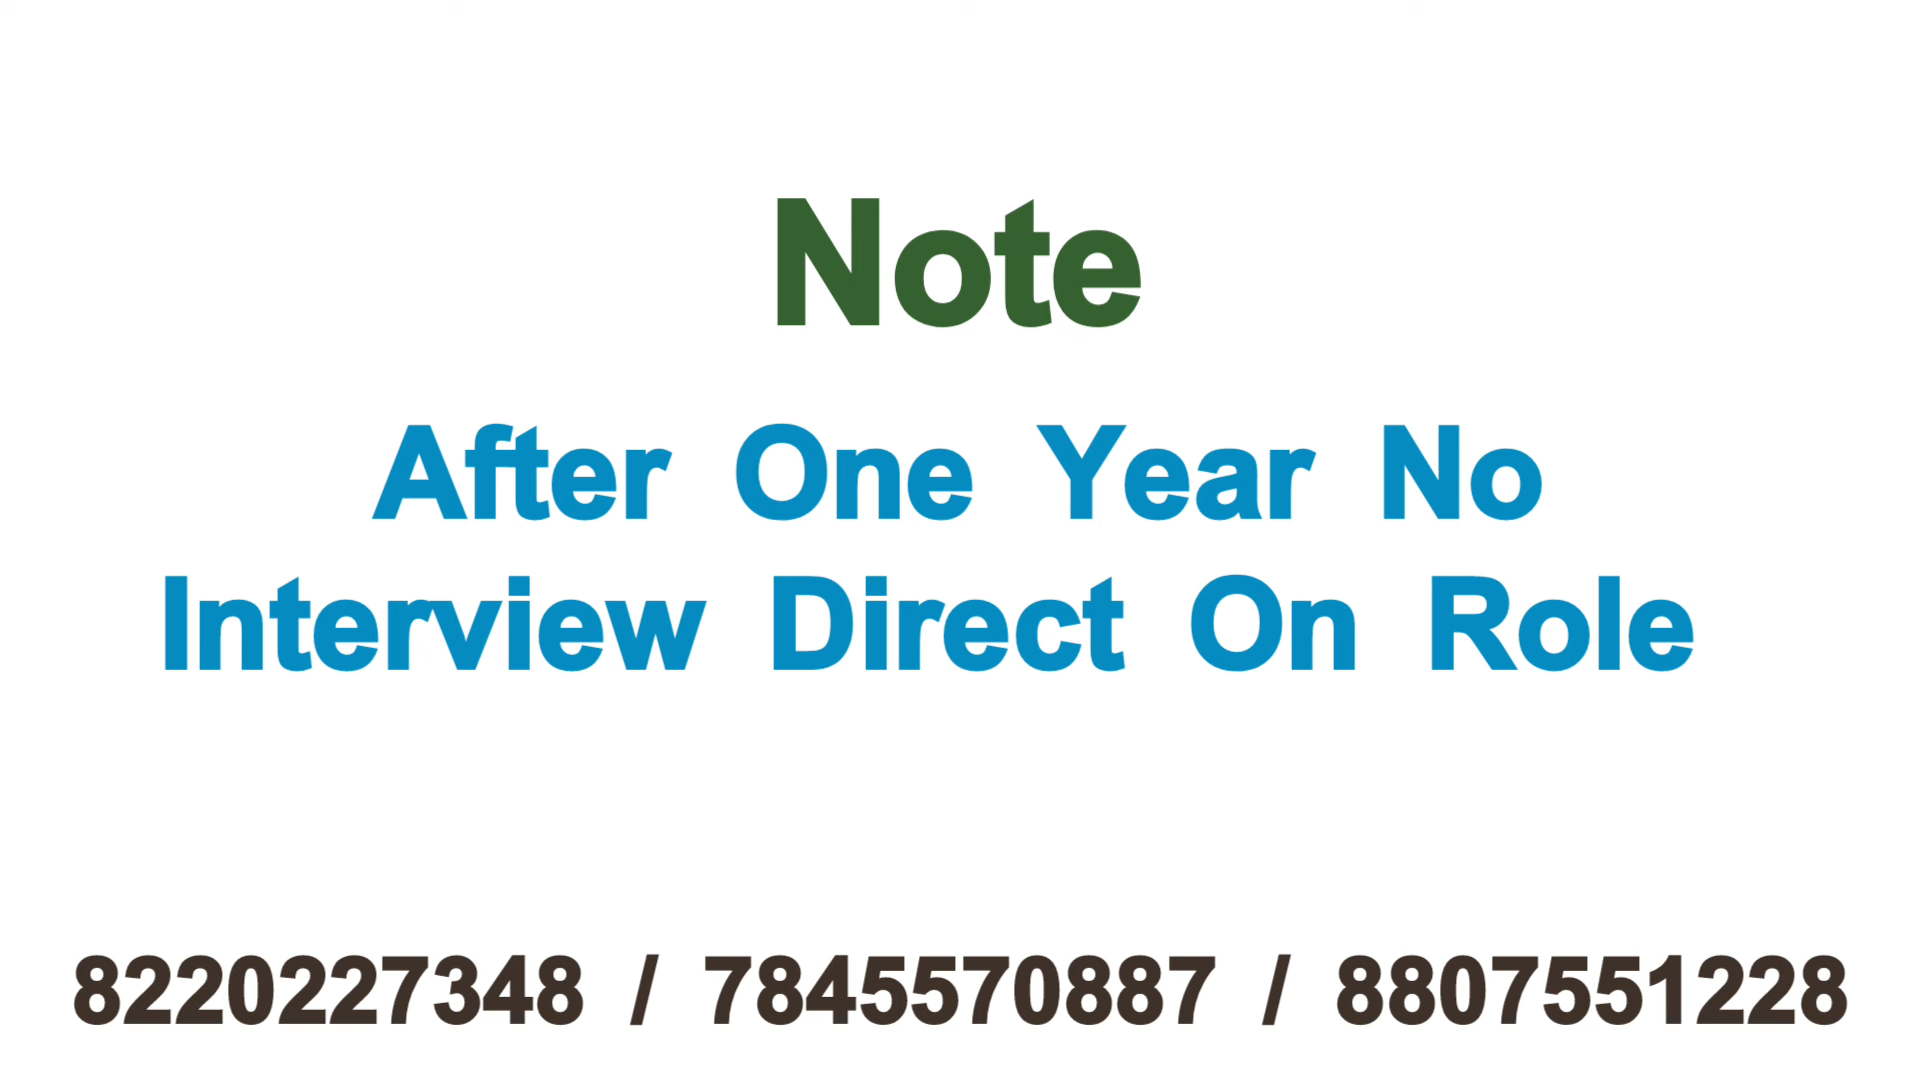 Note
After One Year No
Interview Direct On Role
8220227348 / 7845570887 / 8807551228